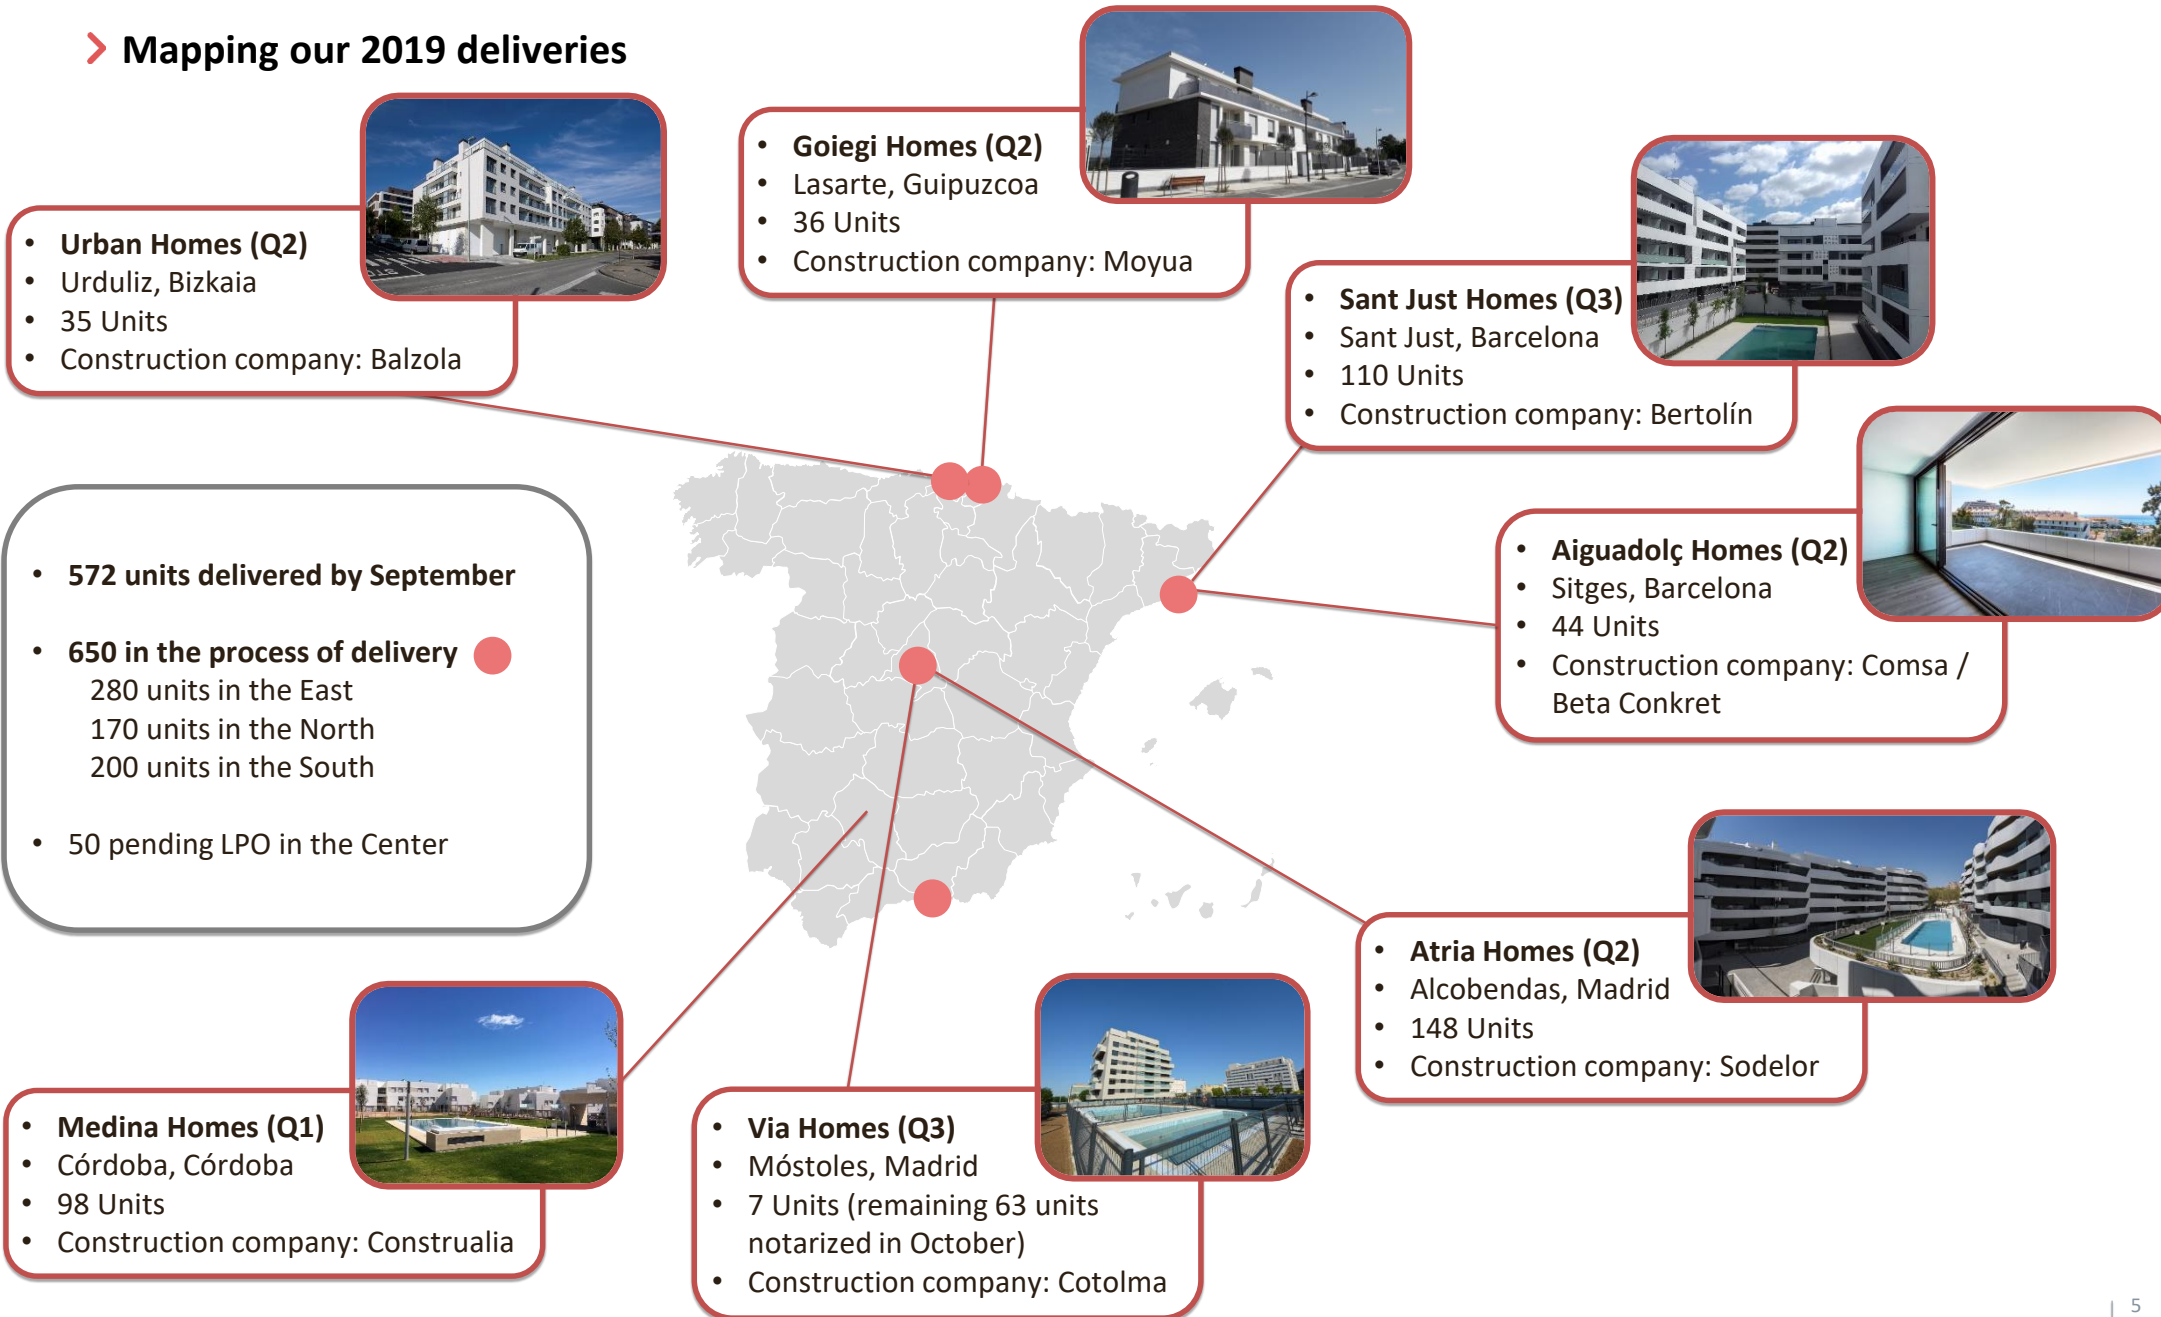 Mapping our 2019 deliveries
• Urban Homes (Q2)
• Urduliz, Bizkaia
• 35 Units
• Construction company: Balzola
• Goiegi Homes (Q2)
• Lasarte, Guipuzcoa
• 36 Units
• Construction company: Moyua
• Sant Just Homes (Q3)
• Sant Just, Barcelona
• 110 Units
• Construction company: Bertolín
• Aiguadolç Homes (Q2)
• Sitges, Barcelona
• 44 Units
• Construction company: Comsa /
Beta Conkret
• 572 units delivered by September
• 650 in the process of delivery
280 units in the East
170 units in the North
200 units in the South
• 50 pending LPO in the Center
• Atria Homes (Q2)
• Alcobendas, Madrid
• 148 Units
• Construction company: Sodelor
• Medina Homes (Q1)
• Córdoba, Córdoba
• 98 Units
• Construction company: Construalia
• Via Homes (Q3)
• Móstoles, Madrid
• 7 Units (remaining 63 units
notarized in October)
• Construction company: Cotolma
| 5